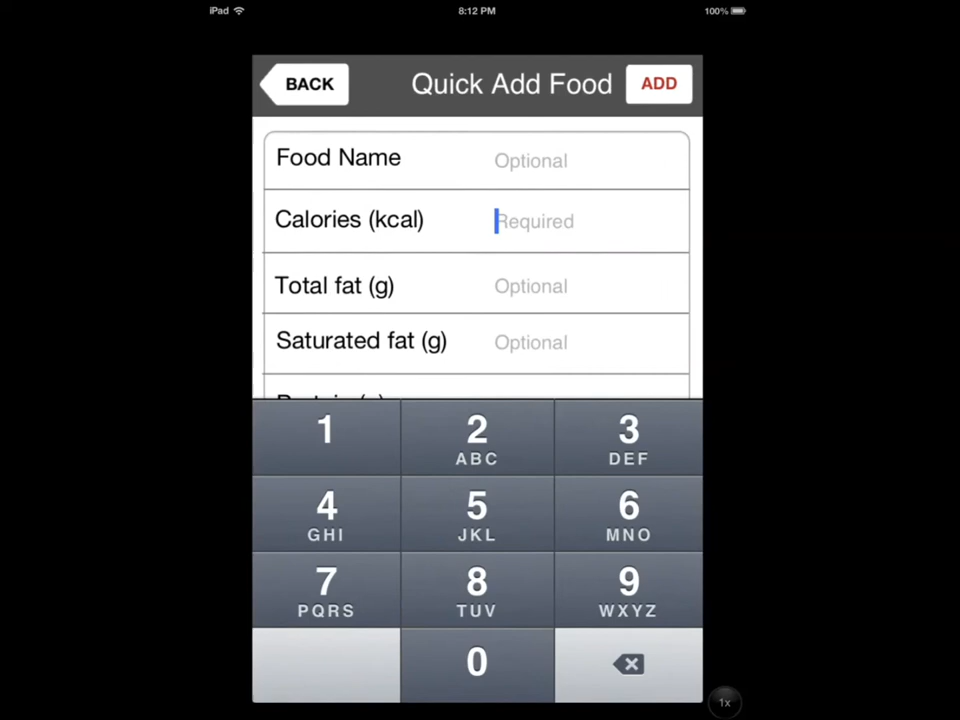 iPad 8:12 PM 100%
BACK Quick Add Food ADD
Food Name Optional
Calories (kcal) Required
Total fat (g) Optional
Saturated fat (g) Optional
1 2 3
ABC DEF
4 5 6
GHI JKL MNO
7 8 9
PQRS TUV WXYZ
0
1x